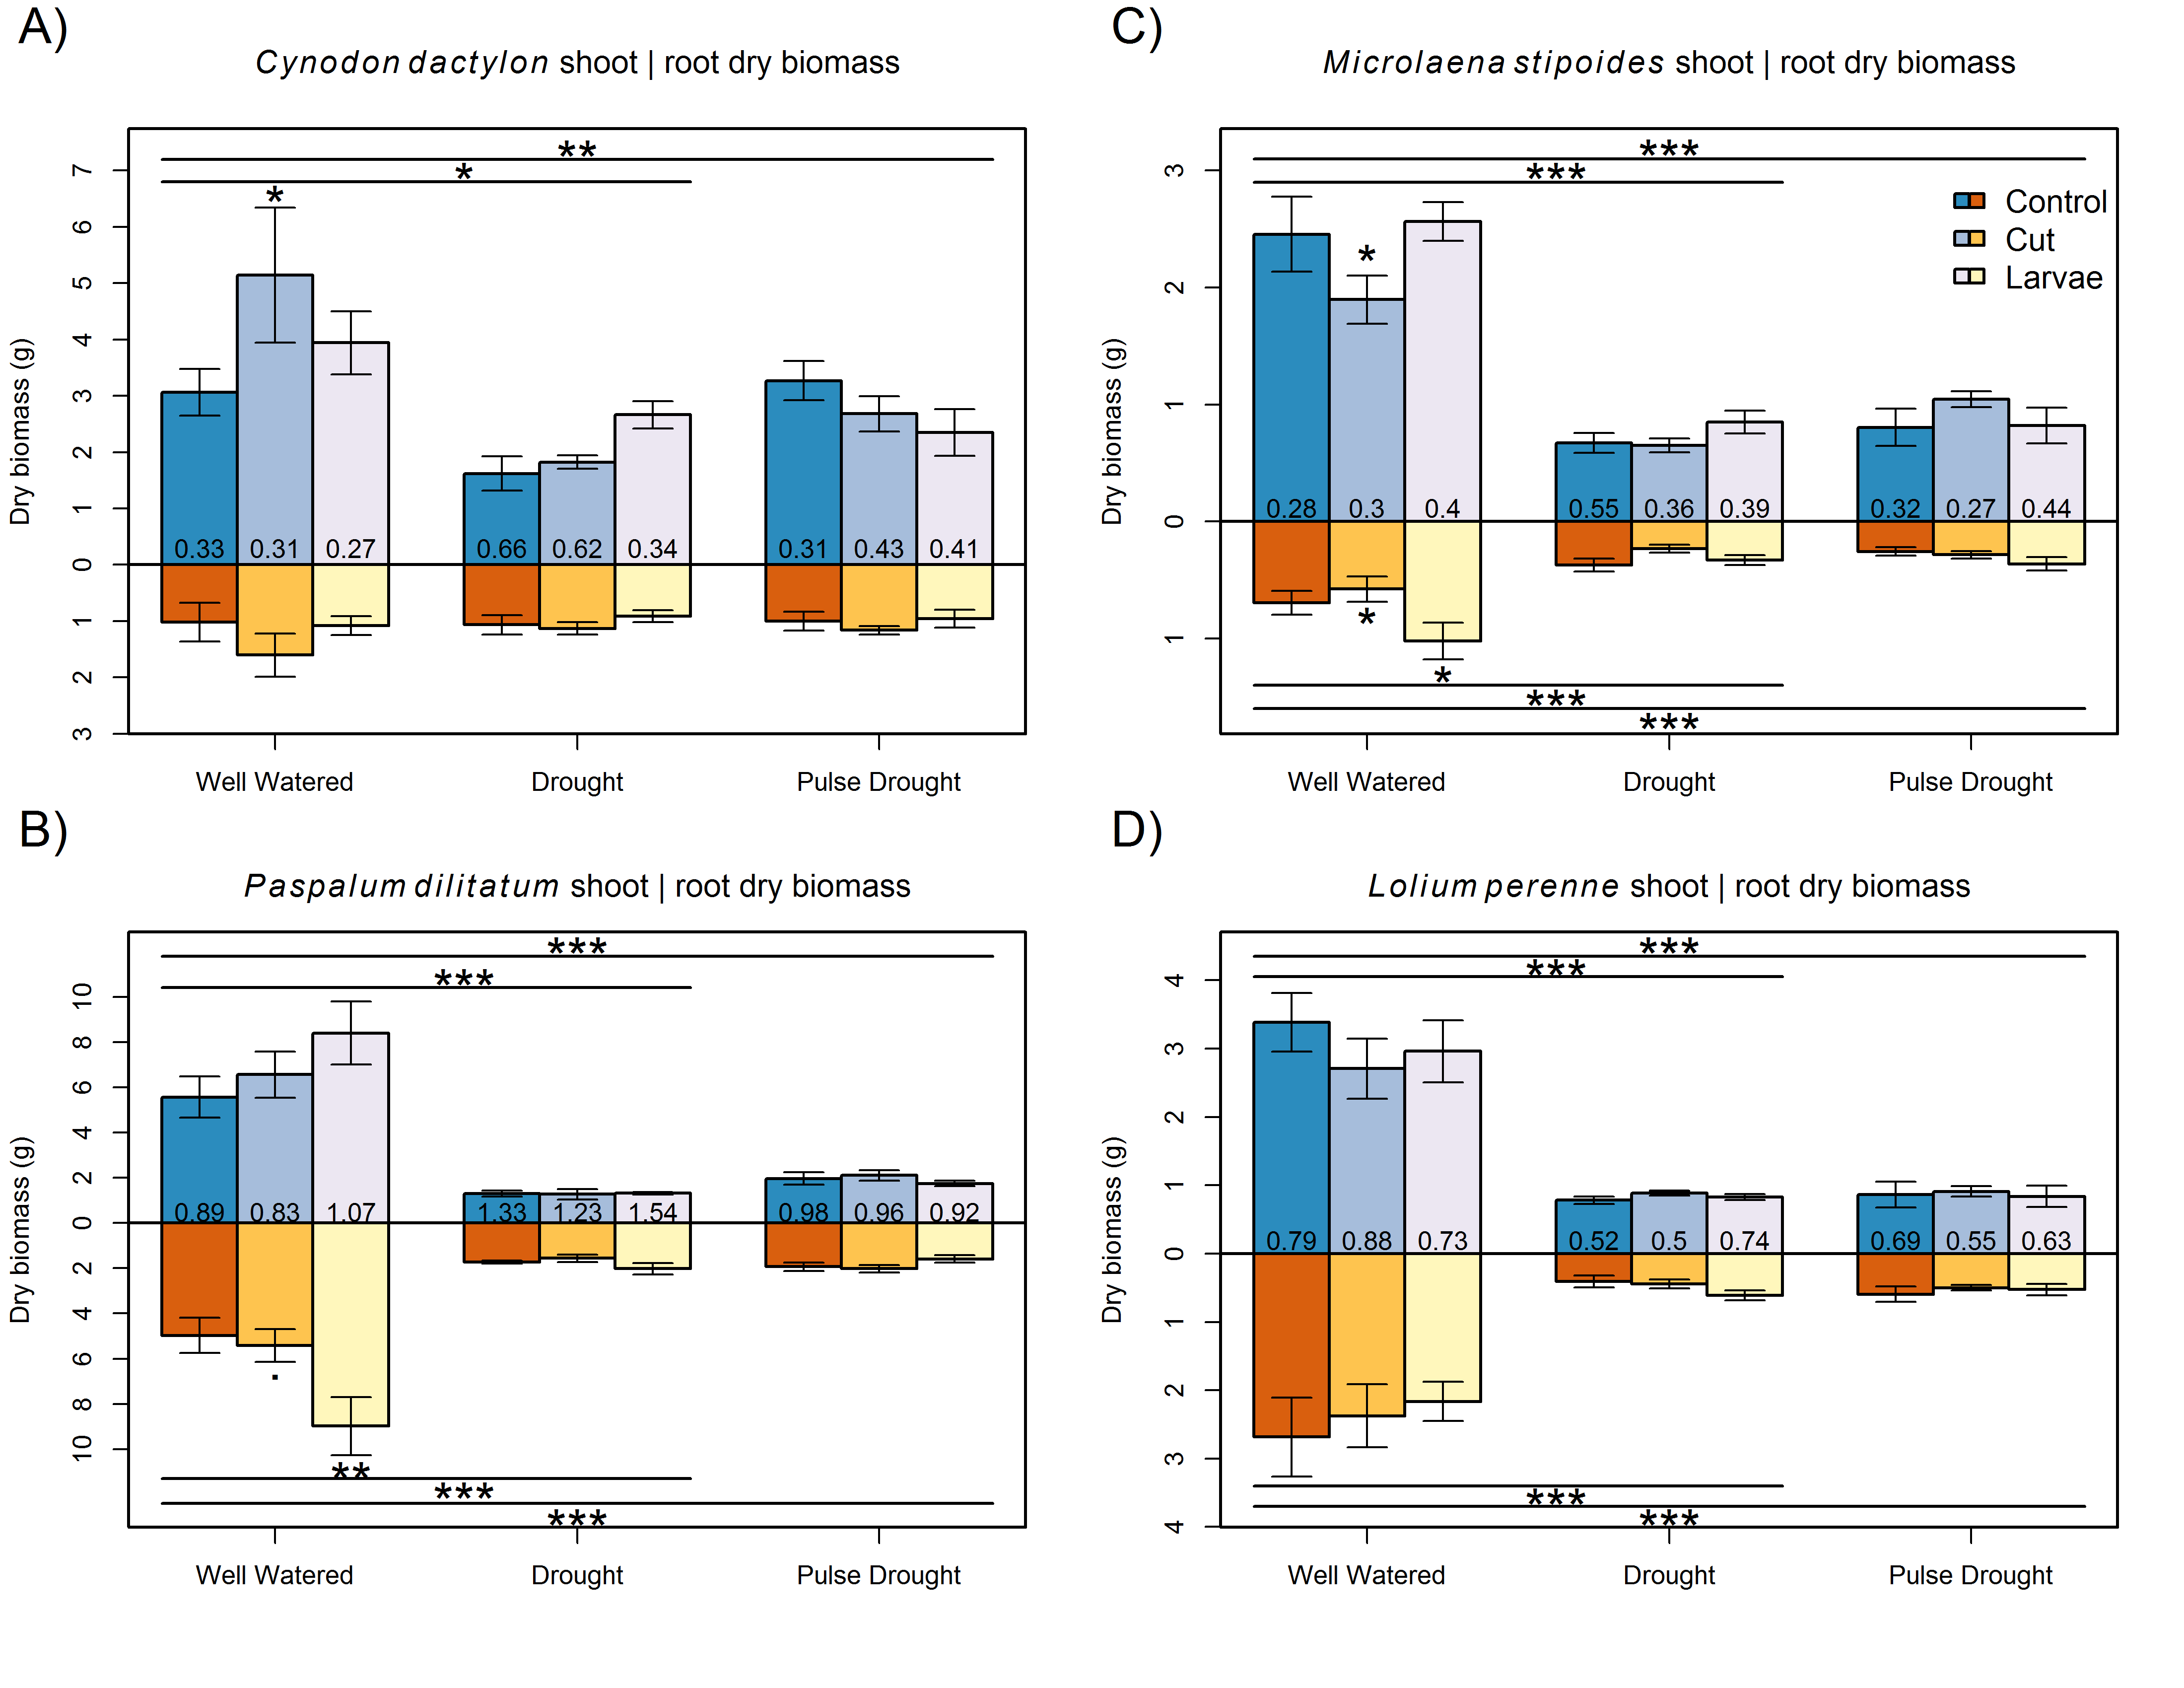 A)
Cynodon dactylon shoot | root dry biomass
**
*
*
7
6
5
4
3
2
1
0
1
2
3
Dry biomass (g)
0.33 0.31 0.27 0.66 0.62 0.34 0.31 0.43 0.41
Well Watered Drought Pulse Drought
B)
Paspalum dilitatum shoot | root dry biomass
***
***
10
8
6
4
2
0
2
4
6
8
10
Dry biomass (g)
0.89 0.83 1.07 1.33 1.23 1.54 0.98 0.96 0.92
.
**
***
***
Well Watered Drought Pulse Drought
C)
Microlaena stipoides shoot | root dry biomass
***
***
Control
Cut
Larvae
*
3
2
1
0
1
Dry biomass (g)
0.28 0.3 0.4 0.55 0.36 0.39 0.32 0.27 0.44
*
*
***
***
Well Watered Drought Pulse Drought
D)
Lolium perenne shoot | root dry biomass
***
***
4
3
2
1
0
1
2
3
4
Dry biomass (g)
0.79 0.88 0.73 0.52 0.5 0.74 0.69 0.55 0.63
***
***
Well Watered Drought Pulse Drought